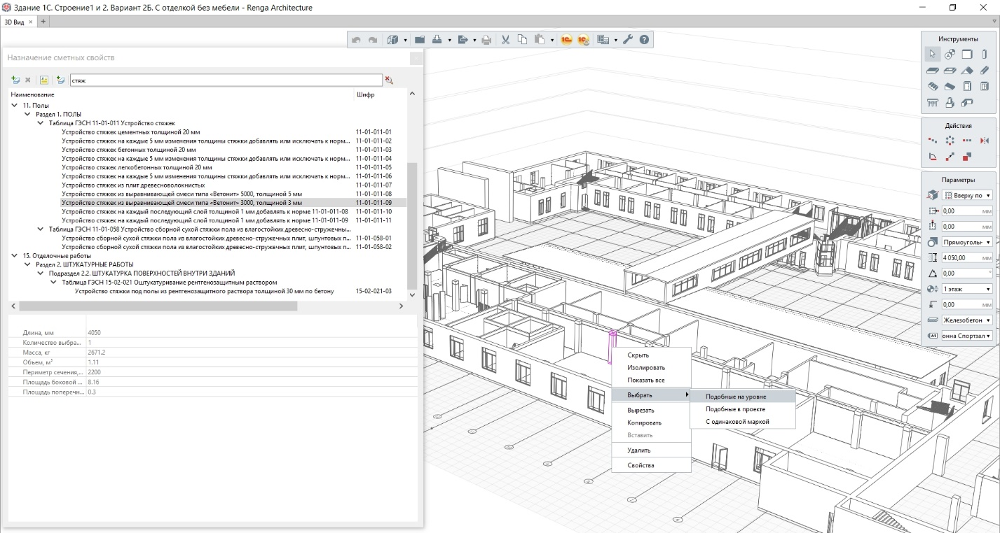 Здание 1С. Строение1 и 2. Вариант 2Б. С отделкой без мебели - Renga Architecture
3D Вид
Назначение сметных свойств
стяж
Наименование Шифр
11. Полы
Раздел 1. ПОЛЫ
Таблица ГЭСН 11-01-011 Устройство стяжек
Устройство стяжек цементных толщиной 20 мм 11-01-011-01
Устройство стяжек на каждые 5 мм изменения толщины стяжки добавлять или исключать к норм... 11-01-011-02
Устройство стяжек бетонных толщиной 20 мм 11-01-011-03
Устройство стяжек на каждые 5 мм изменения толщины стяжки добавлять или исключать к норм... 11-01-011-04
Устройство стяжек легкобетонных толщиной 20 мм 11-01-011-05
Устройство стяжек на каждые 5 мм изменения толщины стяжки добавлять или исключать к норм... 11-01-011-06
Устройство стяжек из плит древесноволокнистых 11-01-011-07
Устройство стяжек из выравнивающей смеси типа «Ветонит» 5000, толщиной 5 мм 11-01-011-08
Устройство стяжек из выравнивающей смеси типа «Ветонит» 3000, толщиной 3 мм 11-01-011-09
Устройство стяжек на каждый последующий слой толщиной 1 мм добавлять к норме 11-01-011-08 11-01-011-10
Устройство стяжек на каждый последующий слой толщиной 1 мм добавлять к норме 11-01-011-09 11-01-011-11
Таблица ГЭСН 11-01-058 Устройство сборной сухой стяжки пола из влагостойких древесно-стружечны...
Устройство сборной сухой стяжки пола из влагостойких древесно-стружечных плит, шпунтовых п... 11-01-058-01
Устройство сборной сухой стяжки пола из влагостойких древесно-стружечных плит, шпунтовых п... 11-01-058-02
15. Отделочные работы
Раздел 2. ШТУКАТУРНЫЕ РАБОТЫ
Подраздел 2.2. ШТУКАТУРКА ПОВЕРХНОСТЕЙ ВНУТРИ ЗДАНИЙ
Таблица ГЭСН 15-02-021 Оштукатуривание рентгенозащитным раствором
Устройство стяжки под полы из рентгенозащитного раствора толщиной 30 мм по бетону 15-02-021-03
Длина, мм 4050
Количество выбра... 1
Масса, кг 2671.2
Объем, м³ 1.11
Периметр сечения,... 2200
Площадь боковой ... 8.16
Площадь поперечн... 0.3
Скрыть
Изолировать
Показать все
Выбрать
Вырезать
Копировать
Вставить
Удалить
Свойства
Подобные на уровне
Подобные в проекте
С одинаковой маркой
Инструменты
Действия
Параметры
Вверху по
0,00 мм
0,00 мм
Прямоуголь
4 050,00 мм
0,00 °
1 этаж
0,00 мм
Железобетон
A1 онна Спортзал